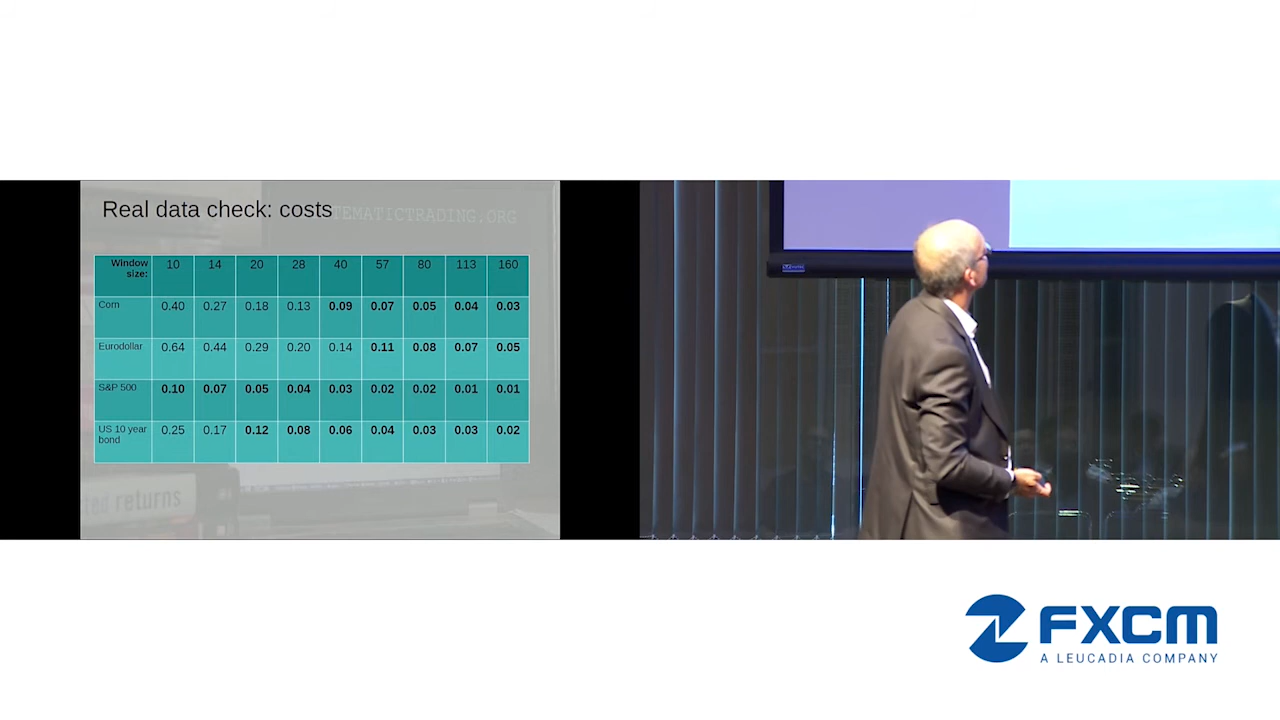 Real data check: costs
TEMATICTRADING.ORG
Window size: 10 14 20 28 40 57 80 113 160
Corn 0.40 0.27 0.18 0.13 0.09 0.07 0.05 0.04 0.03
Eurodollar 0.64 0.44 0.29 0.20 0.14 0.11 0.08 0.07 0.05
S&P 500 0.10 0.07 0.05 0.04 0.03 0.02 0.02 0.01 0.01
US 10 year bond 0.25 0.17 0.12 0.08 0.06 0.04 0.03 0.03 0.02
returns
FXCM
A LEUCADIA COMPANY